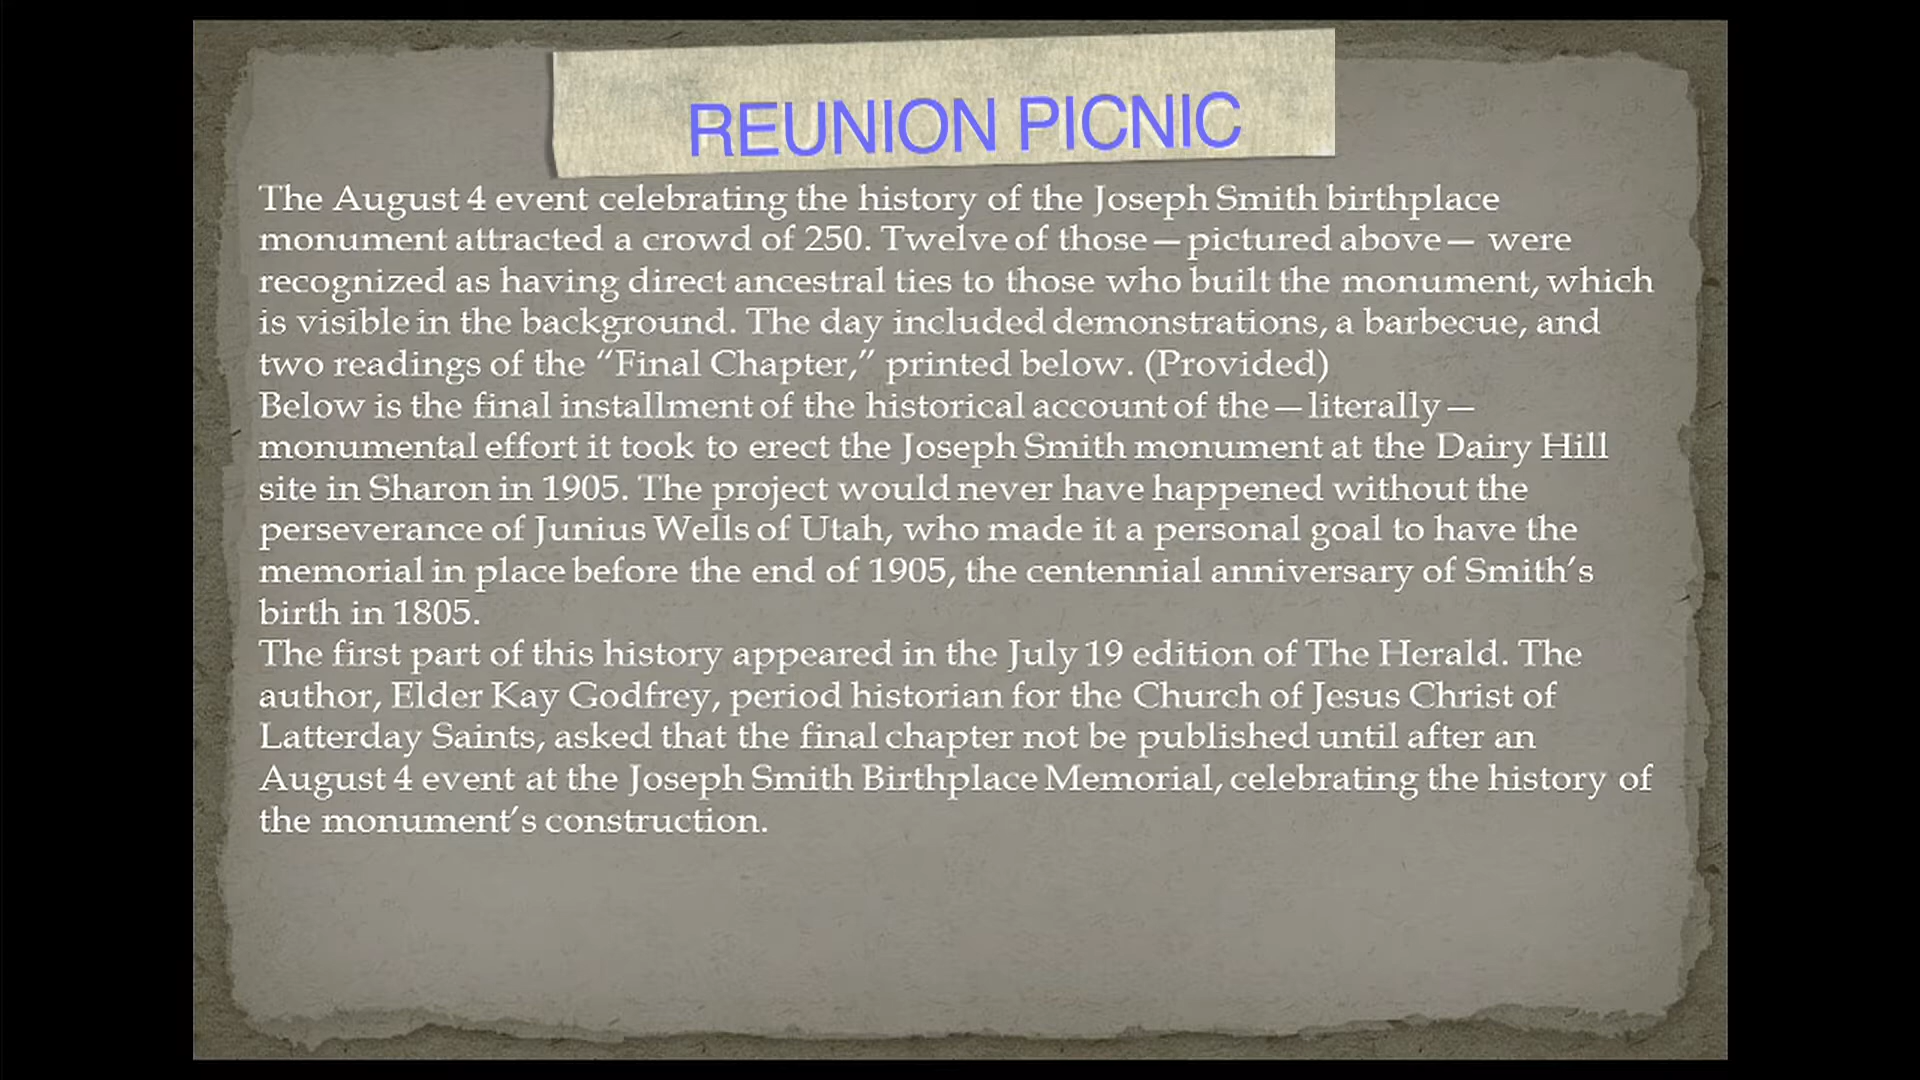 REUNION PICNIC
The August 4 event celebrating the history of the Joseph Smith birthplace
monument attracted a crowd of 250. Twelve of those—pictured above— were
recognized as having direct ancestral ties to those who built the monument, which
is visible in the background. The day included demonstrations, a barbecue, and
two readings of the “Final Chapter,” printed below. (Provided)
Below is the final installment of the historical account of the—literally—
monumental effort it took to erect the Joseph Smith monument at the Dairy Hill
site in Sharon in 1905. The project would never have happened without the
perseverance of Junius Wells of Utah, who made it a personal goal to have the
memorial in place before the end of 1905, the centennial anniversary of Smith’s
birth in 1805.
The first part of this history appeared in the July 19 edition of The Herald. The
author, Elder Kay Godfrey, period historian for the Church of Jesus Christ of
Latterday Saints, asked that the final chapter not be published until after an
August 4 event at the Joseph Smith Birthplace Memorial, celebrating the history of
the monument’s construction.